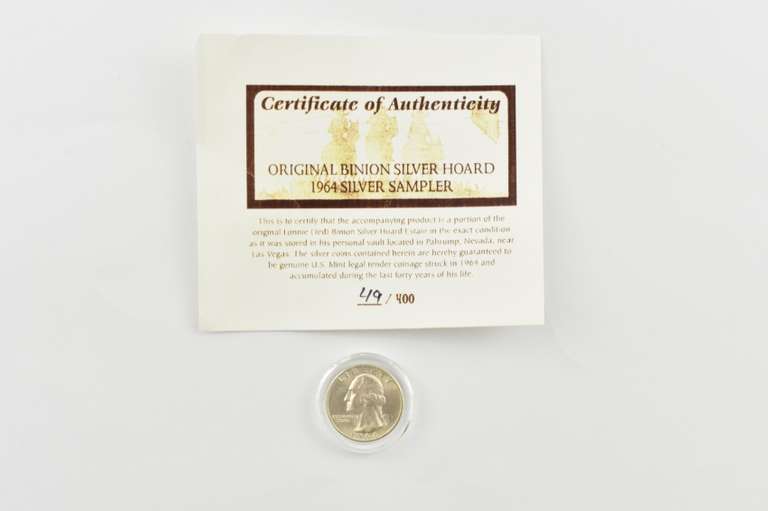 Certificate of Authenticity
ORIGINAL BINION SILVER HOARD
1964 SILVER SAMPLER
This is to certify that the accompanying product is a portion of the
original Lonnie (Ted) Binion Silver Hoard Estate in the exact condition
as it was stored in his personal vault located in Pahrump, Nevada, near
Las Vegas. The silver coins contained herein are hereby guaranteed to
be genuine U.S. Mint legal tender coinage struck in 1964 and
accumulated during the last forty years of his life.
49 / 400